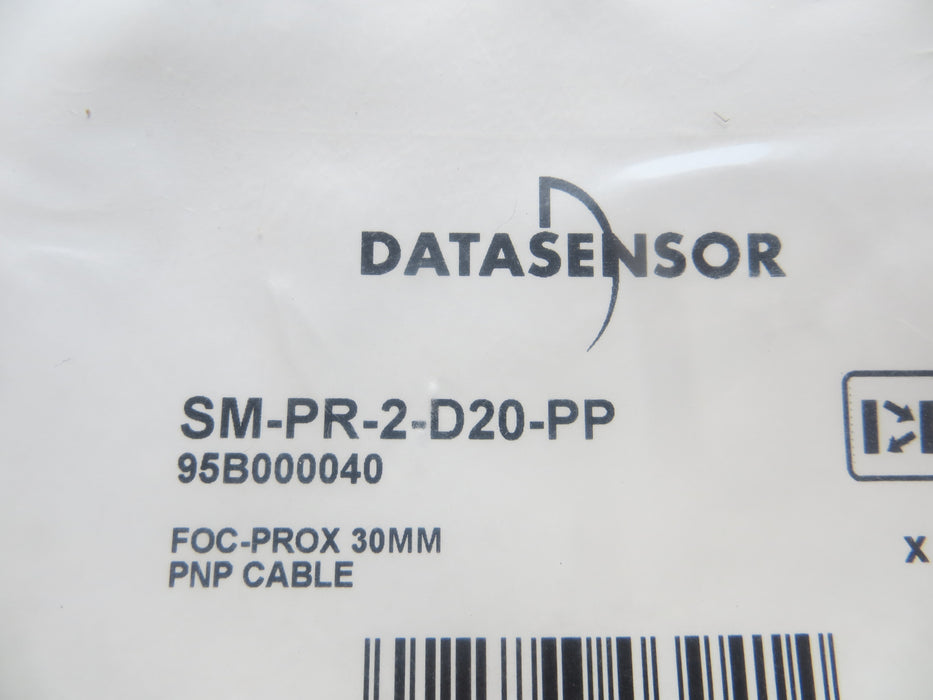 DATASENSOR
SM-PR-2-D20-PP
95B000040
FOC-PROX 30MM
X
PNP CABLE